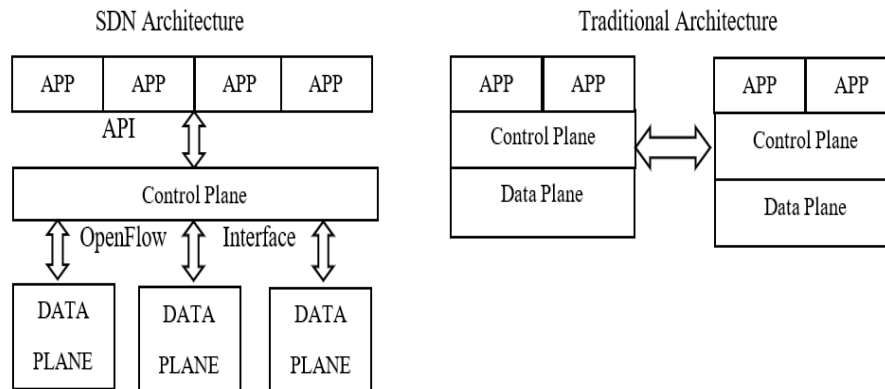 SDN Architecture
APP APP APP APP
API
Control Plane
OpenFlow Interface
DATA PLANE
DATA PLANE
DATA PLANE
Traditional Architecture
APP APP
Control Plane
Data Plane
APP APP
Control Plane
Data Plane